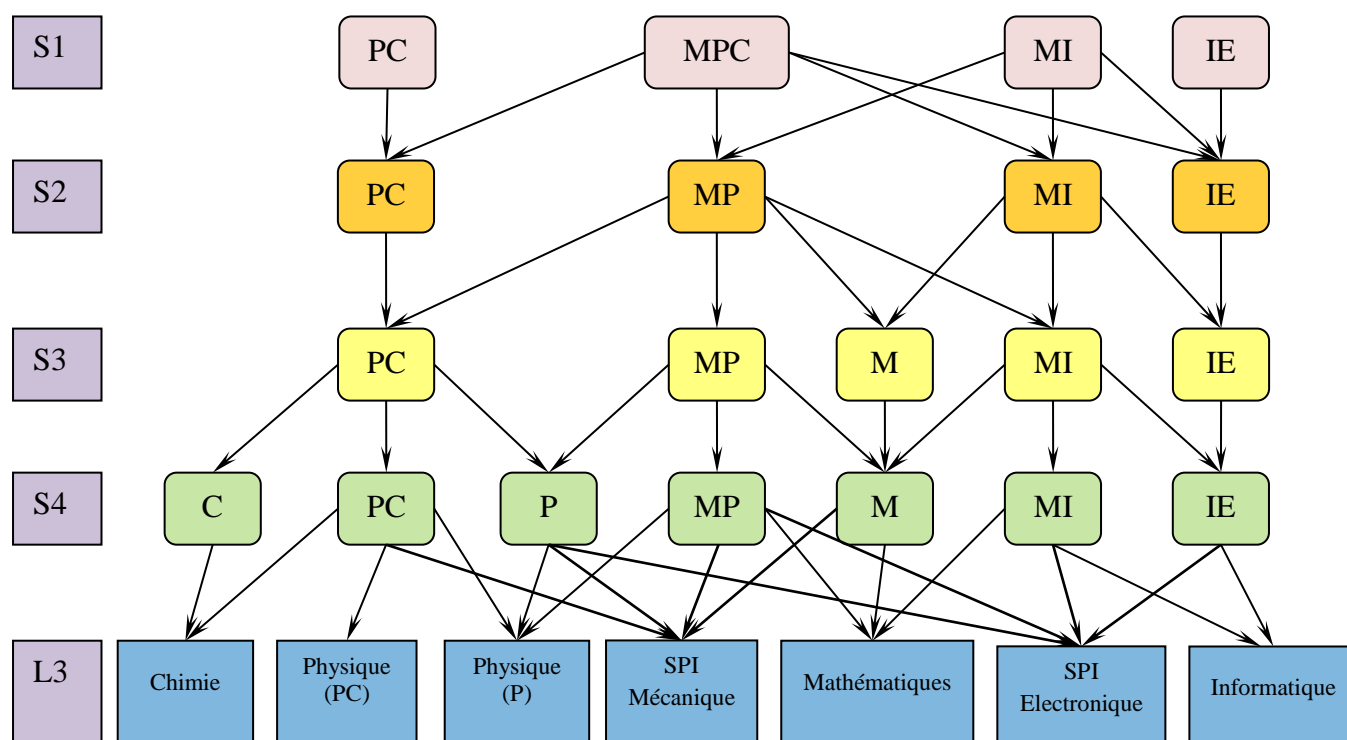 S1
PC
MPC
MI
IE
S2
PC
MP
MI
IE
S3
PC
MP
M
MI
IE
S4
C
PC
P
MP
M
MI
IE
L3
Chimie
Physique
(PC)
Physique
(P)
SPI
Mécanique
Mathématiques
SPI
Electronique
Informatique